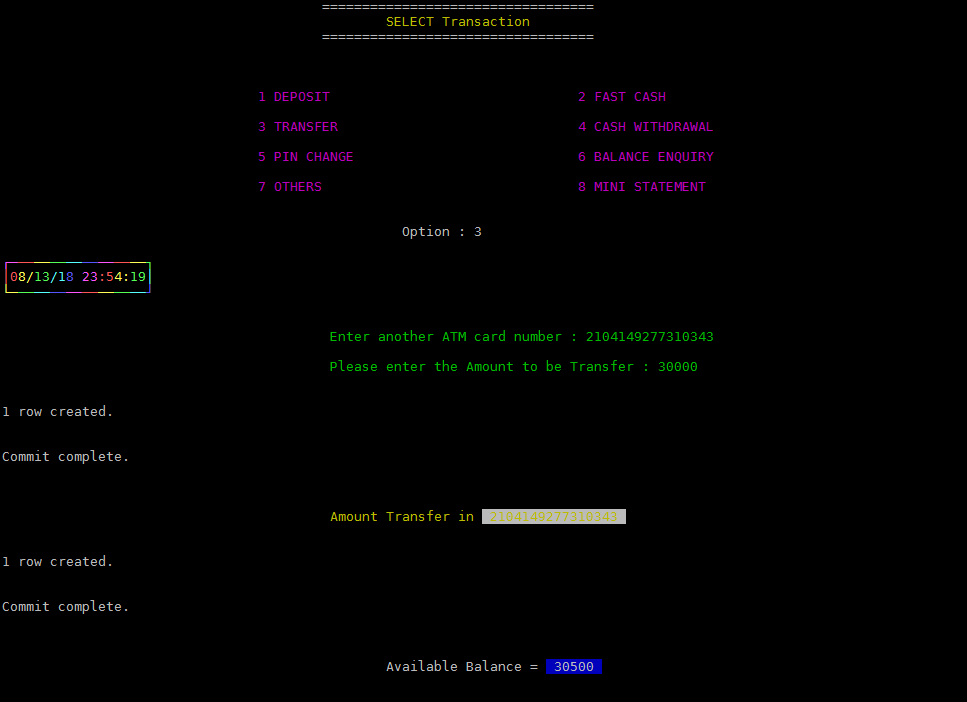 ==================================
SELECT Transaction
==================================
1 DEPOSIT 2 FAST CASH
3 TRANSFER 4 CASH WITHDRAWAL
5 PIN CHANGE 6 BALANCE ENQUIRY
7 OTHERS 8 MINI STATEMENT
Option : 3
08/13/18 23:54:19
Enter another ATM card number : 2104149277310343
Please enter the Amount to be Transfer : 30000
1 row created.
Commit complete.
Amount Transfer in 2104149277310343
1 row created.
Commit complete.
Available Balance = 30500